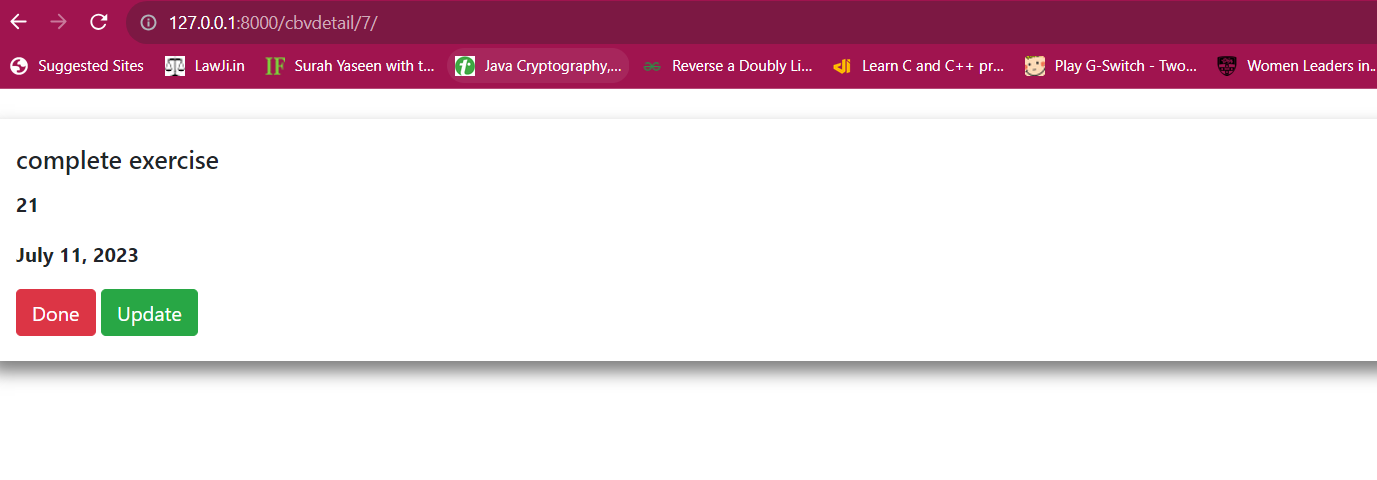 127.0.0.1:8000/cbvdetail/7/
Suggested Sites LawJi.in IF Surah Yaseen with t... Java Cryptography,... Reverse a Doubly Li... Learn C and C++ pr... Play G-Switch - Two... Women Leaders in...
complete exercise
21
July 11, 2023
Done Update